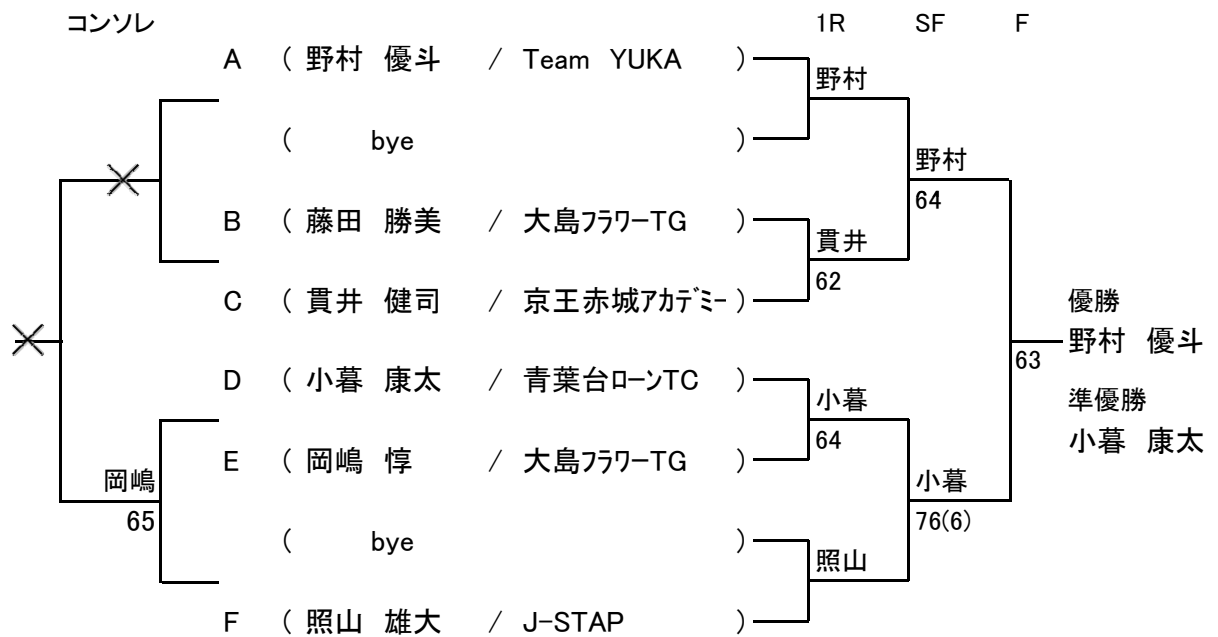 コンソレ 1R SF F
A ( 野村 優斗 / Team YUKA )
野村
( bye )
野村
64
B ( 藤田 勝美 / 大島フラワーTG )
貫井
62
C ( 貫井 健司 / 京王赤城アカデミー )
優勝
野村 優斗
63
D ( 小暮 康太 / 青葉台ローンTC )
小暮
64
準優勝
小暮 康太
E ( 岡嶋 惇 / 大島フラワーTG )
岡嶋
65
小暮
76(6)
( bye )
照山
F ( 照山 雄大 / J-STAP )